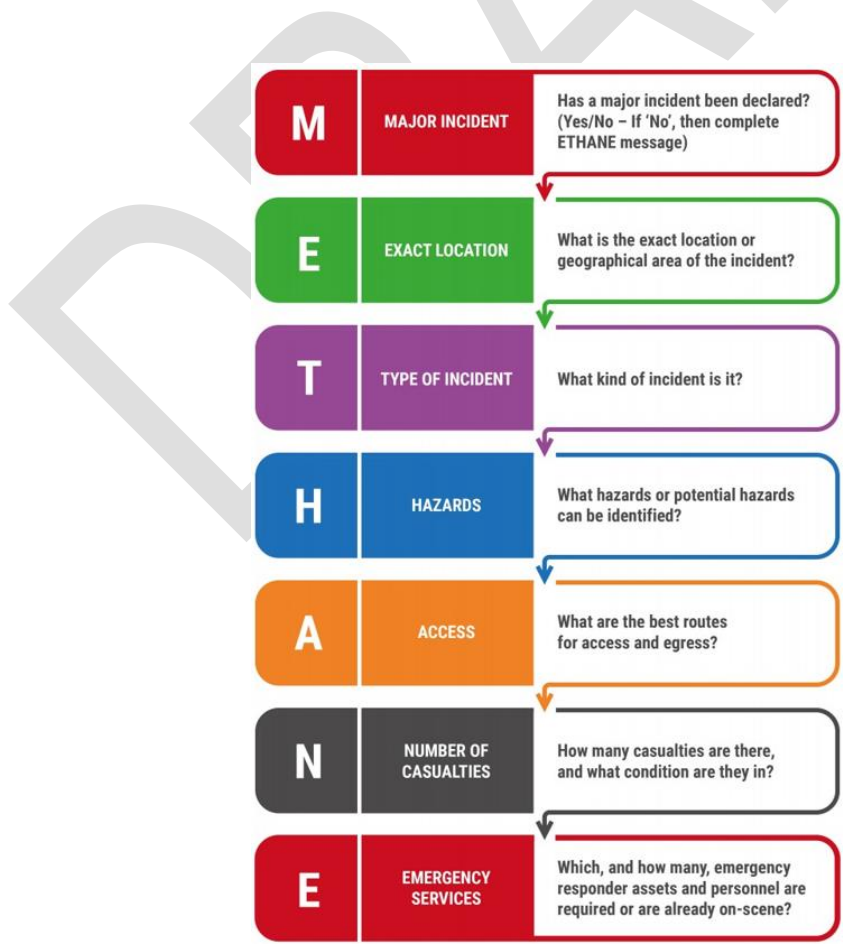 M
MAJOR INCIDENT
Has a major incident been declared?
(Yes/No – If ‘No’, then complete
ETHANE message)
E
EXACT LOCATION
What is the exact location or
geographical area of the incident?
T
TYPE OF INCIDENT
What kind of incident is it?
H
HAZARDS
What hazards or potential hazards
can be identified?
A
ACCESS
What are the best routes
for access and egress?
N
NUMBER OF
CASUALTIES
How many casualties are there,
and what condition are they in?
E
EMERGENCY
SERVICES
Which, and how many, emergency
responder assets and personnel are
required or are already on-scene?